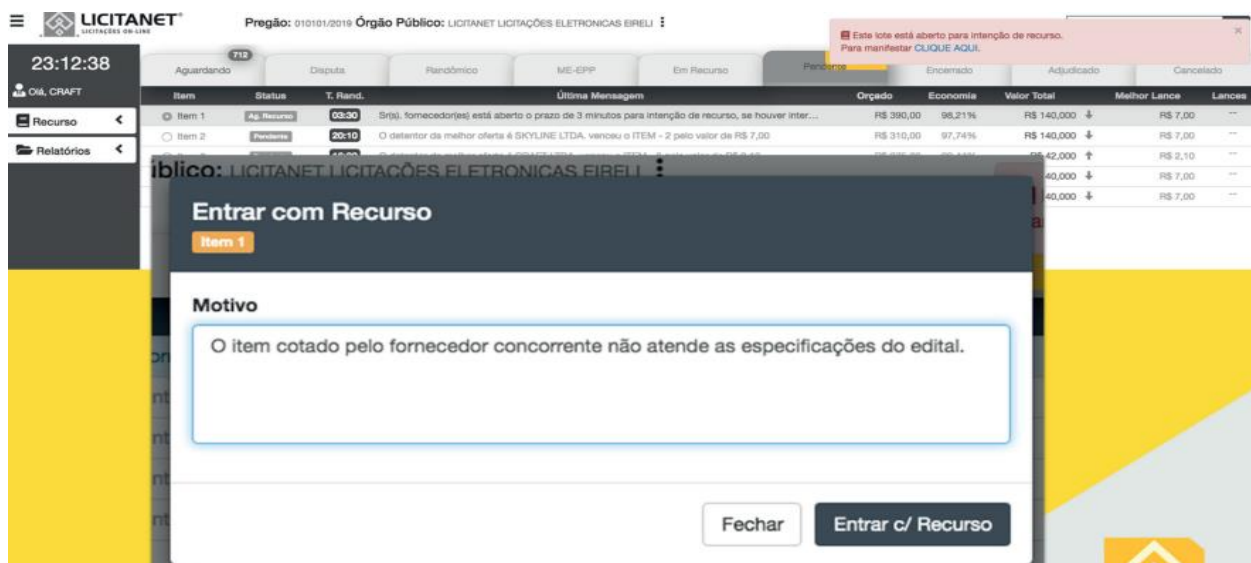 LICITANET®
LICITAÇÕES ON-LINE
Pregão: 010101/2019 Órgão Público: LICITANET LICITAÇÕES ELETRONICAS EIRELI
Este lote está aberto para intenção de recurso.
Para manifestar CLIQUE AQUI.
×
23:12:38
Olá, CRAFT
Recurso
Relatórios
Aguardando 712 Disputa Randômico ME-EPP Em Recurso Pendente Encerrado Adjudicado Cancelado
Item Status T. Rand. Última Mensagem Orçado Economia Valor Total Melhor Lance Lances
Item 1 Ag. Recurso 03:30 Sr(s). fornecedor(es) está aberto o prazo de 3 minutos para intenção de recurso, se houver inter... R$ 390,00 98,21% R$ 140,000 R$ 7,00 --
Item 2 Pendente 20:10 O detentor da melhor oferta é SKYLINE LTDA. venceu o ITEM - 2 pelo valor de R$ 7,00 R$ 310,00 97,74% R$ 140,000 R$ 7,00 --
42,000 R$ 2,10 --
40,000 R$ 7,00 --
40,000 R$ 7,00 --
íblico: LICITANET LICITAÇÕES ELETRONICAS EIRELI
Entrar com Recurso
Item 1
Motivo
O item cotado pelo fornecedor concorrente não atende as especificações do edital.
Fechar
Entrar c/ Recurso